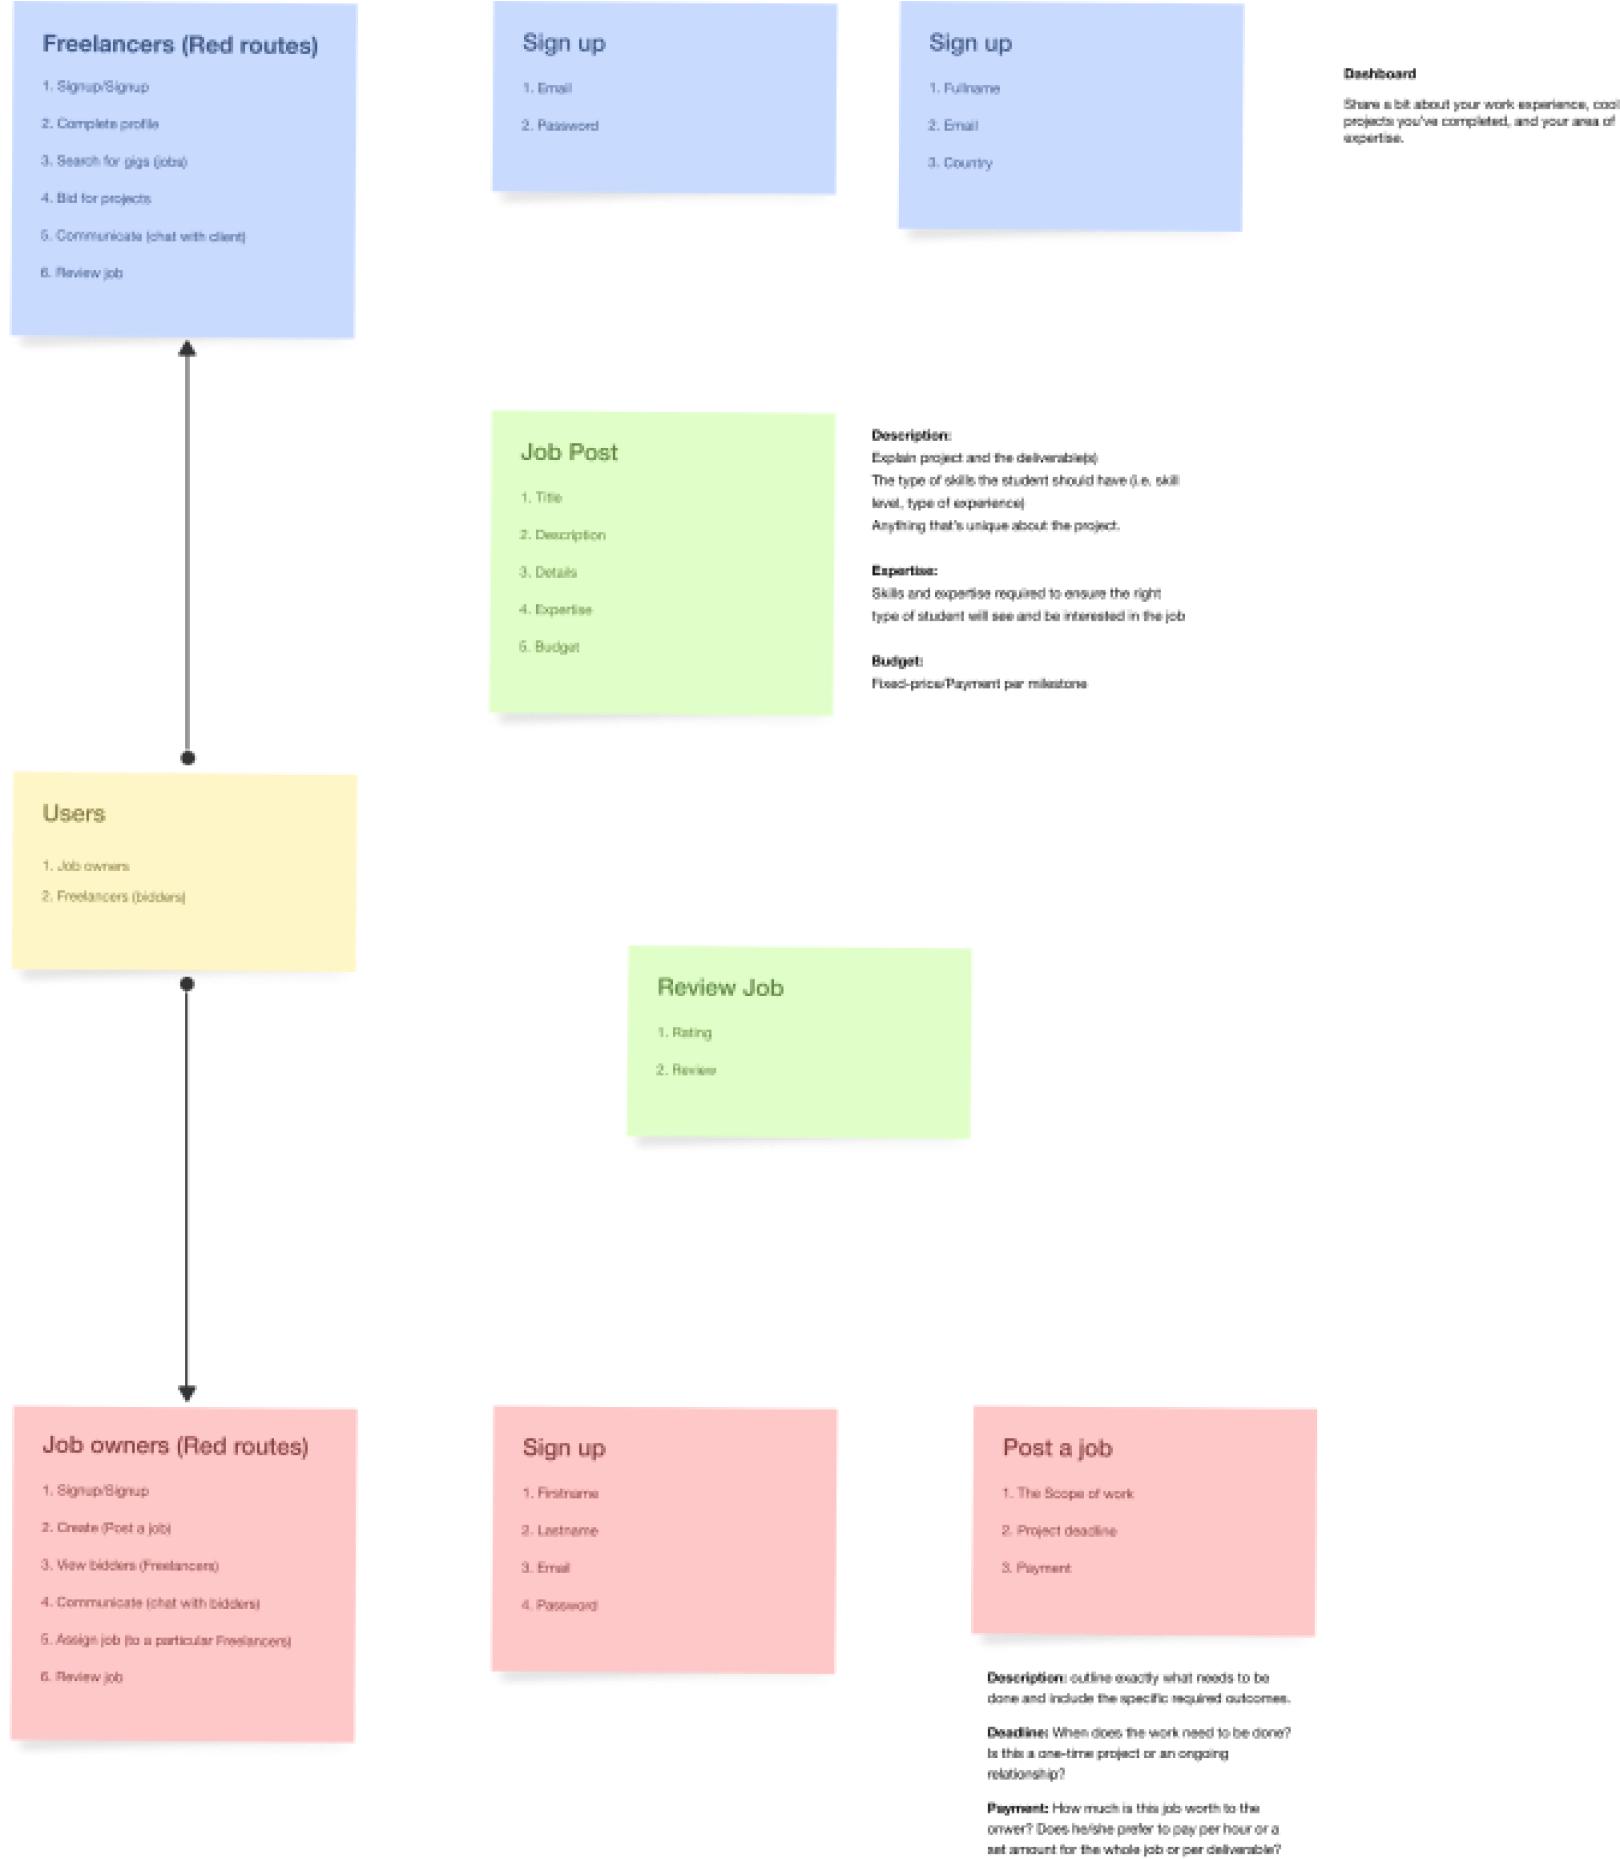 Freelancers (Red routes)
1. Signup/Signup
2. Complete profile
3. Search for gigs (jobs)
4. Bid for projects
5. Communicate (chat with client)
6. Review job
Sign up
1. Email
2. Password
Sign up
1. Fullname
2. Email
3. Country
Dashboard
Share a bit about your work experience, cool
projects you've completed, and your area of
expertise.
Job Post
1. Title
2. Description
3. Details
4. Expertise
5. Budget
Description:
Explain project and the deliverable(s)
The type of skills the student should have (i.e. skill
level, type of experience)
Anything that's unique about the project.
Expertise:
Skills and expertise required to ensure the right
type of student will see and be interested in the job
Budget:
Fixed-price/Payment per milestone
Users
1. Job owners
2. Freelancers (bidders)
Review Job
1. Rating
2. Review
Job owners (Red routes)
1. Signup/Signup
2. Create (Post a job)
3. View bidders (Freelancers)
4. Communicate (chat with bidders)
5. Assign job (to a particular Freelancers)
6. Review job
Sign up
1. Firstname
2. Lastname
3. Email
4. Password
Post a job
1. The Scope of work
2. Project deadline
3. Payment
Description: outline exactly what needs to be
done and include the specific required outcomes.
Deadline: When does the work need to be done?
Is this a one-time project or an ongoing
relationship?
Payment: How much is this job worth to the
onwer? Does he/she prefer to pay per hour or a
set amount for the whole job or per deliverable?